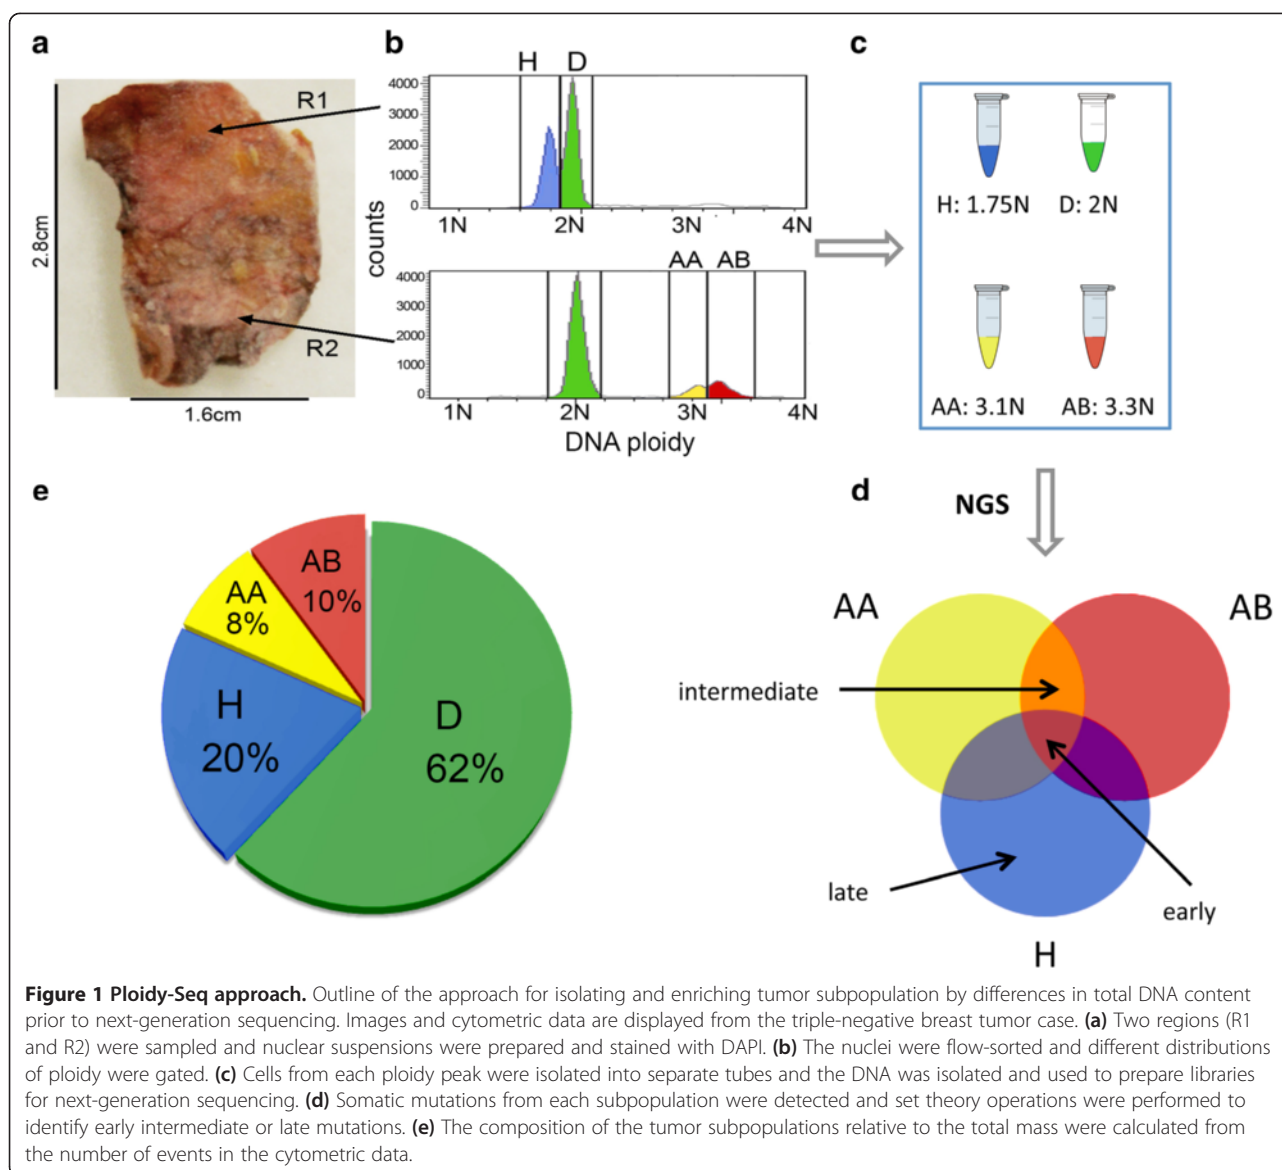 a
b
c
R1
R2
2.8cm
1.6cm
H D
4000
3000
2000
1000
0
1N 2N 3N 4N
counts
AA AB
4000
3000
2000
1000
0
1N 2N 3N 4N
DNA ploidy
H: 1.75N D: 2N
AA: 3.1N AB: 3.3N
NGS
d
AA
AB
intermediate
late
early
H
e
AB
10%
AA
8%
H
20%
D
62%
Figure 1 Ploidy-Seq approach. Outline of the approach for isolating and enriching tumor subpopulation by differences in total DNA content
prior to next-generation sequencing. Images and cytometric data are displayed from the triple-negative breast tumor case. (a) Two regions (R1
and R2) were sampled and nuclear suspensions were prepared and stained with DAPI. (b) The nuclei were flow-sorted and different distributions
of ploidy were gated. (c) Cells from each ploidy peak were isolated into separate tubes and the DNA was isolated and used to prepare libraries
for next-generation sequencing. (d) Somatic mutations from each subpopulation were detected and set theory operations were performed to
identify early intermediate or late mutations. (e) The composition of the tumor subpopulations relative to the total mass were calculated from
the number of events in the cytometric data.